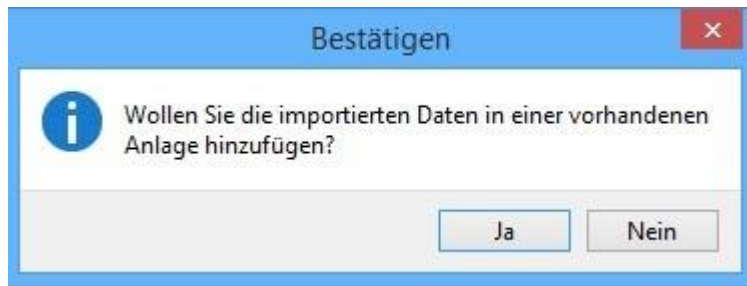 Bestätigen
Wollen Sie die importierten Daten in einer vorhandenen
Anlage hinzufügen?
Ja
Nein